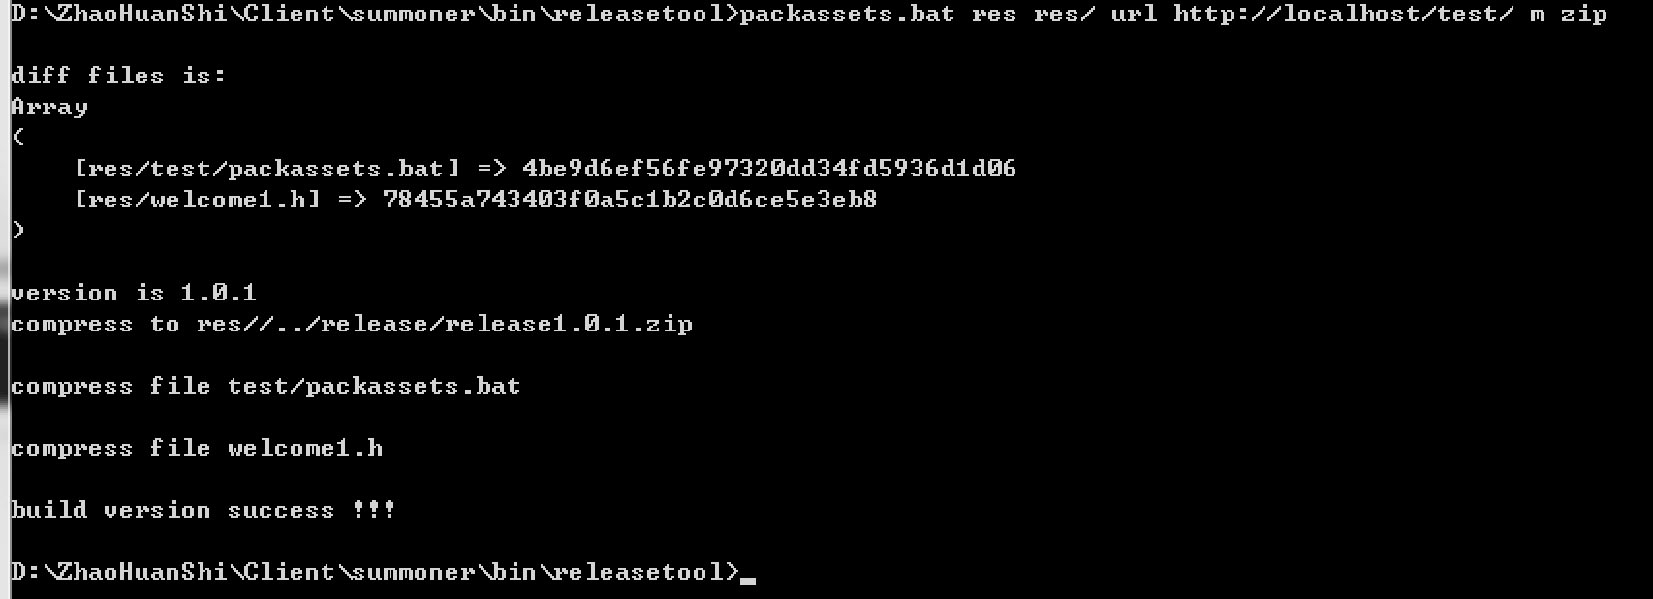 D:\ZhaoHuanShi\Client\summoner\bin\releasetool>packassets.bat res res/ url http://localhost/test/ m zip
diff files is:
Array
(
[res/test/packassets.bat] => 4be9d6ef56fe97320dd34fd5936d1d06
[res/welcome1.h] => 78455a743403f0a5c1b2c0d6ce5e3eb8
)
version is 1.0.1
compress to res//../release/release1.0.1.zip
compress file test/packassets.bat
compress file welcome1.h
build version success !!!
D:\ZhaoHuanShi\Client\summoner\bin\releasetool>_